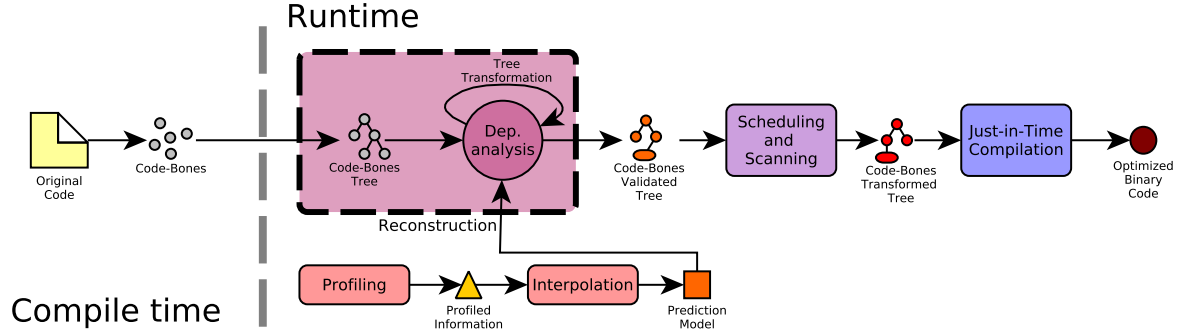 Runtime
Tree
Transformation
Dep.
analysis
Scheduling
and
Scanning
Just-in-Time
Compilation
Original
Code
Code-Bones
Code-Bones
Tree
Code-Bones
Validated
Tree
Code-Bones
Transformed
Tree
Optimized
Binary
Code
Reconstruction
Profiling
Interpolation
Profiled
Information
Prediction
Model
Compile time